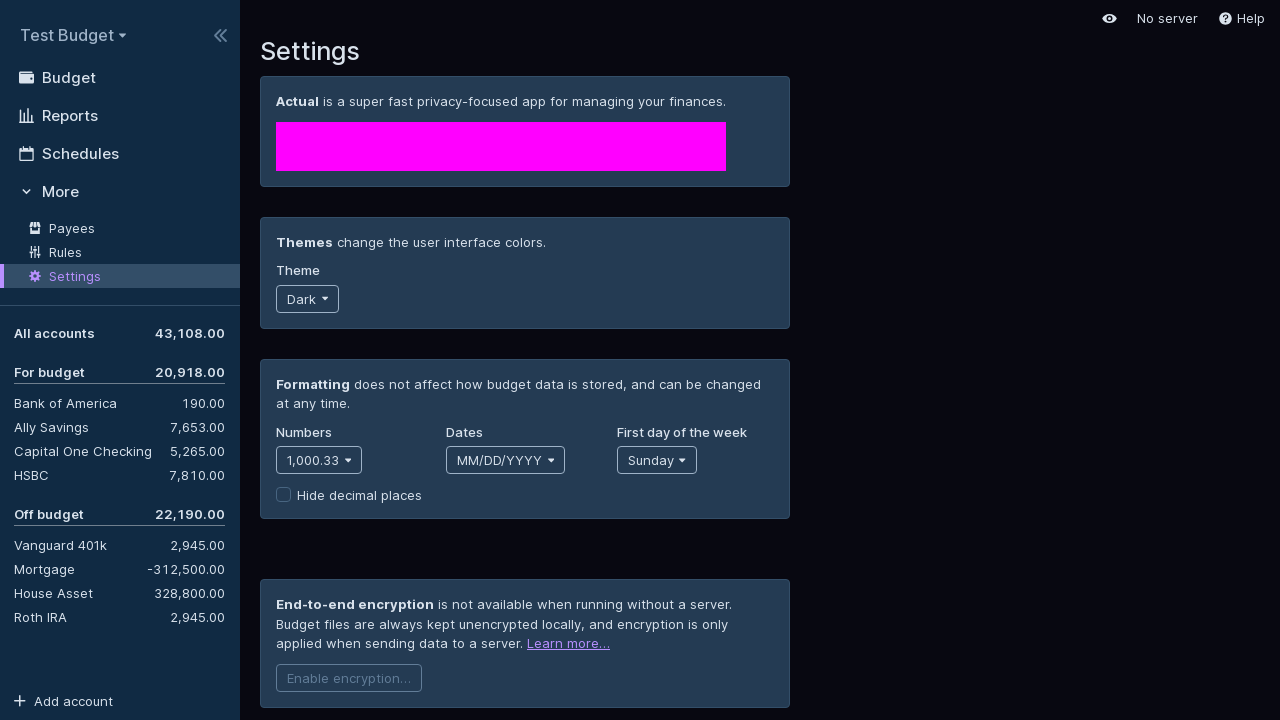 Test Budget
Budget
Reports
Schedules
More
Payees
Rules
Settings
All accounts 43,108.00
For budget 20,918.00
Bank of America 190.00
Ally Savings 7,653.00
Capital One Checking 5,265.00
HSBC 7,810.00
Off budget 22,190.00
Vanguard 401k 2,945.00
Mortgage -312,500.00
House Asset 328,800.00
Roth IRA 2,945.00
Add account
No server Help
Settings
Actual is a super fast privacy-focused app for managing your finances.
Themes change the user interface colors.
Theme
Dark
Formatting does not affect how budget data is stored, and can be changed
at any time.
Numbers Dates First day of the week
1,000.33 MM/DD/YYYY Sunday
Hide decimal places
End-to-end encryption is not available when running without a server.
Budget files are always kept unencrypted locally, and encryption is only
applied when sending data to a server. Learn more…
Enable encryption…